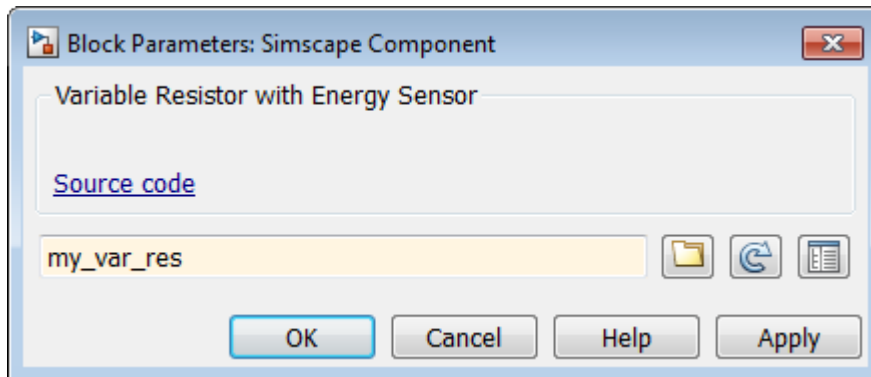 Block Parameters: Simscape Component
Variable Resistor with Energy Sensor
Source code
my_var_res
OK Cancel Help Apply